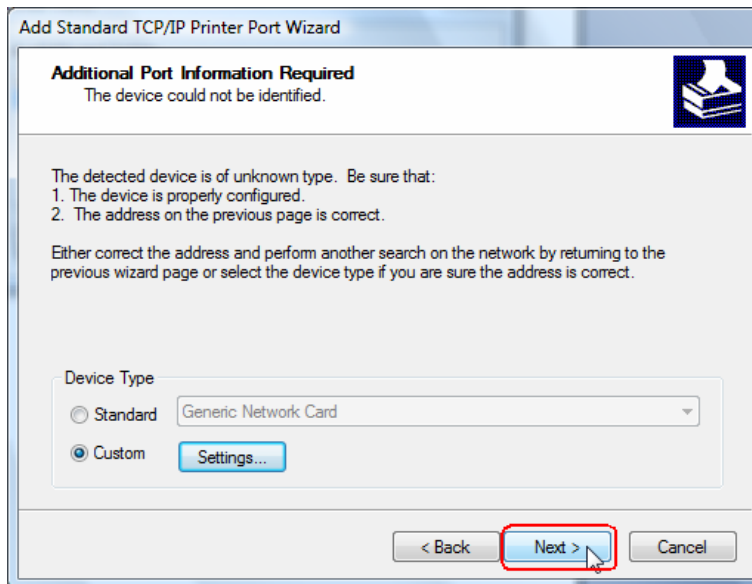 Add Standard TCP/IP Printer Port Wizard
Additional Port Information Required
The device could not be identified.
The detected device is of unknown type.  Be sure that:
1. The device is properly configured.
2.  The address on the previous page is correct.
Either correct the address and perform another search on the network by returning to the
previous wizard page or select the device type if you are sure the address is correct.
Device Type
Standard Generic Network Card
Custom Settings...
< Back Next > Cancel